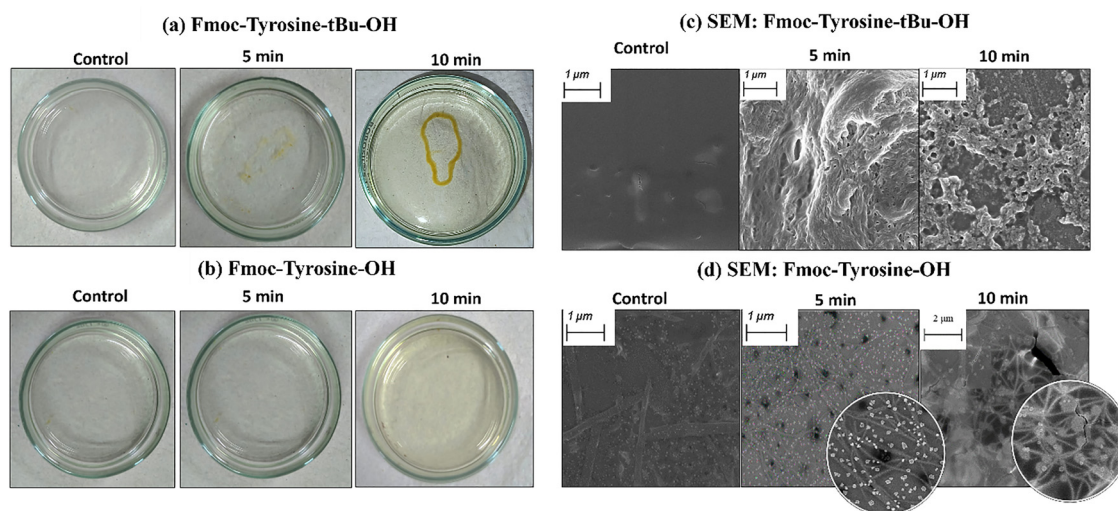 (a) Fmoc-Tyrosine-tBu-OH
Control
5 min
10 min
(b) Fmoc-Tyrosine-OH
Control
5 min
10 min
(c) SEM: Fmoc-Tyrosine-tBu-OH
Control
5 min
10 min
1 µm
1 µm
1 µm
(d) SEM: Fmoc-Tyrosine-OH
Control
5 min
10 min
1 µm
1 µm
2 µm